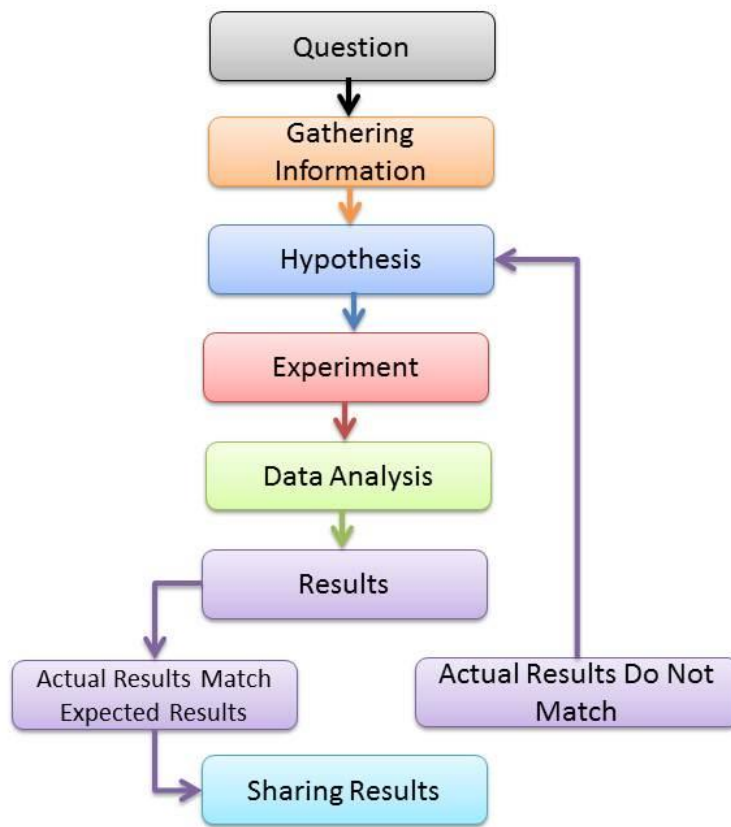 Question
Gathering
Information
Hypothesis
Experiment
Data Analysis
Results
Actual Results Match
Expected Results
Actual Results Do Not
Match
Sharing Results